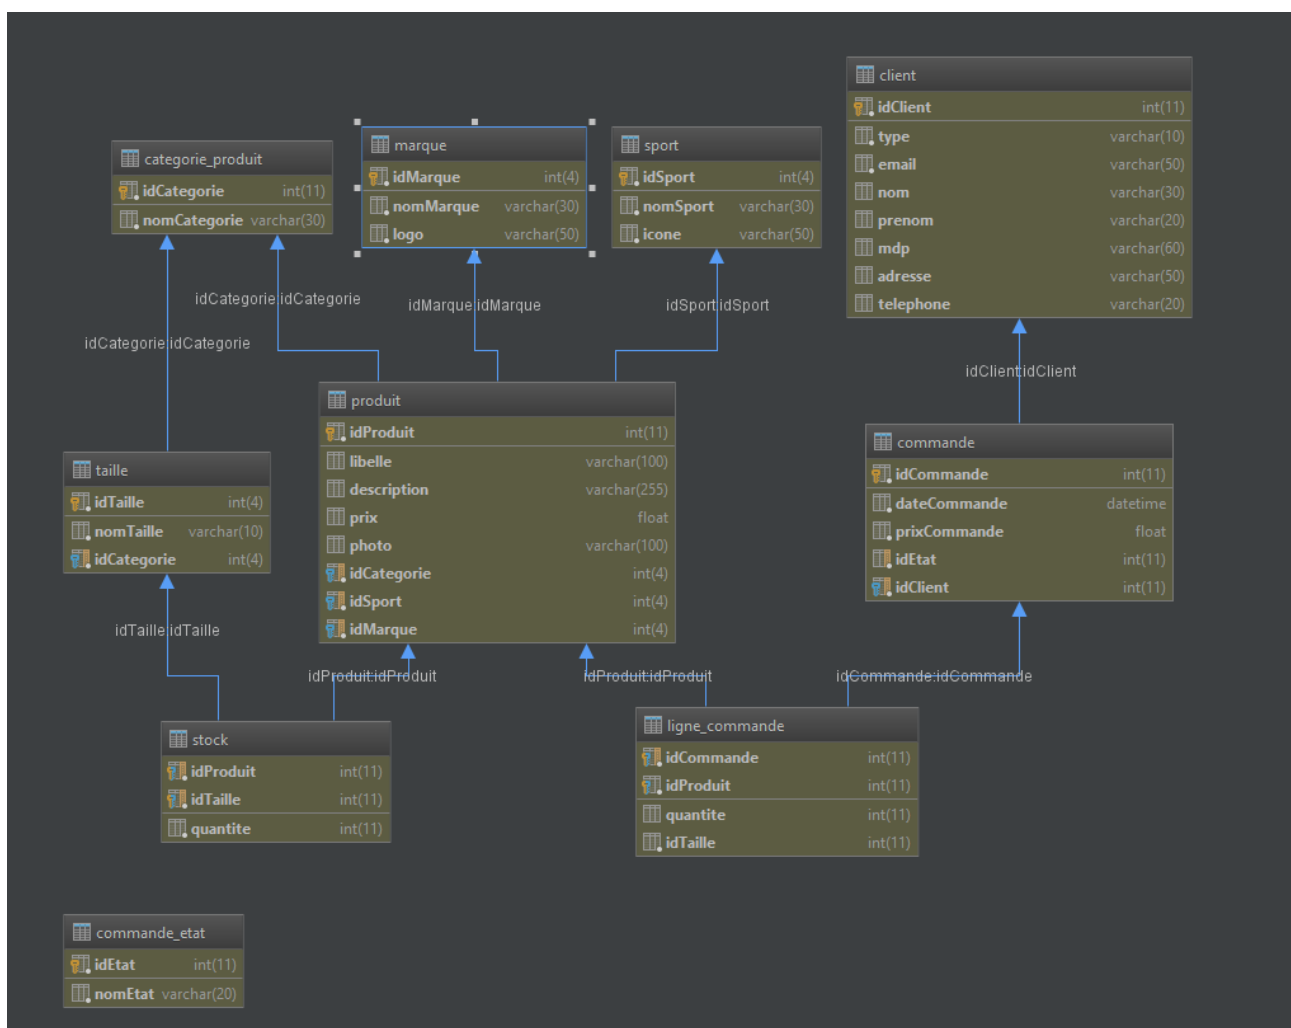 client
idClient int(11)
type varchar(10)
email varchar(50)
nom varchar(30)
prenom varchar(20)
mdp varchar(60)
adresse varchar(50)
telephone varchar(20)
categorie_produit
idCategorie int(11)
nomCategorie varchar(30)
marque
idMarque int(4)
nomMarque varchar(30)
logo varchar(50)
sport
idSport int(4)
nomSport varchar(30)
icone varchar(50)
idCategorie:idCategorie
idMarque:idMarque
idSport:idSport
idCategorie:idCategorie
idClient:idClient
produit
idProduit int(11)
libelle varchar(100)
description varchar(255)
prix float
photo varchar(100)
idCategorie int(4)
idSport int(4)
idMarque int(4)
commande
idCommande int(11)
dateCommande datetime
prixCommande float
idEtat int(11)
idClient int(11)
taille
idTaille int(4)
nomTaille varchar(10)
idCategorie int(4)
idTaille:idTaille
idProduit:idProduit
idProduit:idProduit
idCommande:idCommande
stock
idProduit int(11)
idTaille int(11)
quantite int(11)
ligne_commande
idCommande int(11)
idProduit int(11)
quantite int(11)
idTaille int(11)
commande_etat
idEtat int(11)
nomEtat varchar(20)